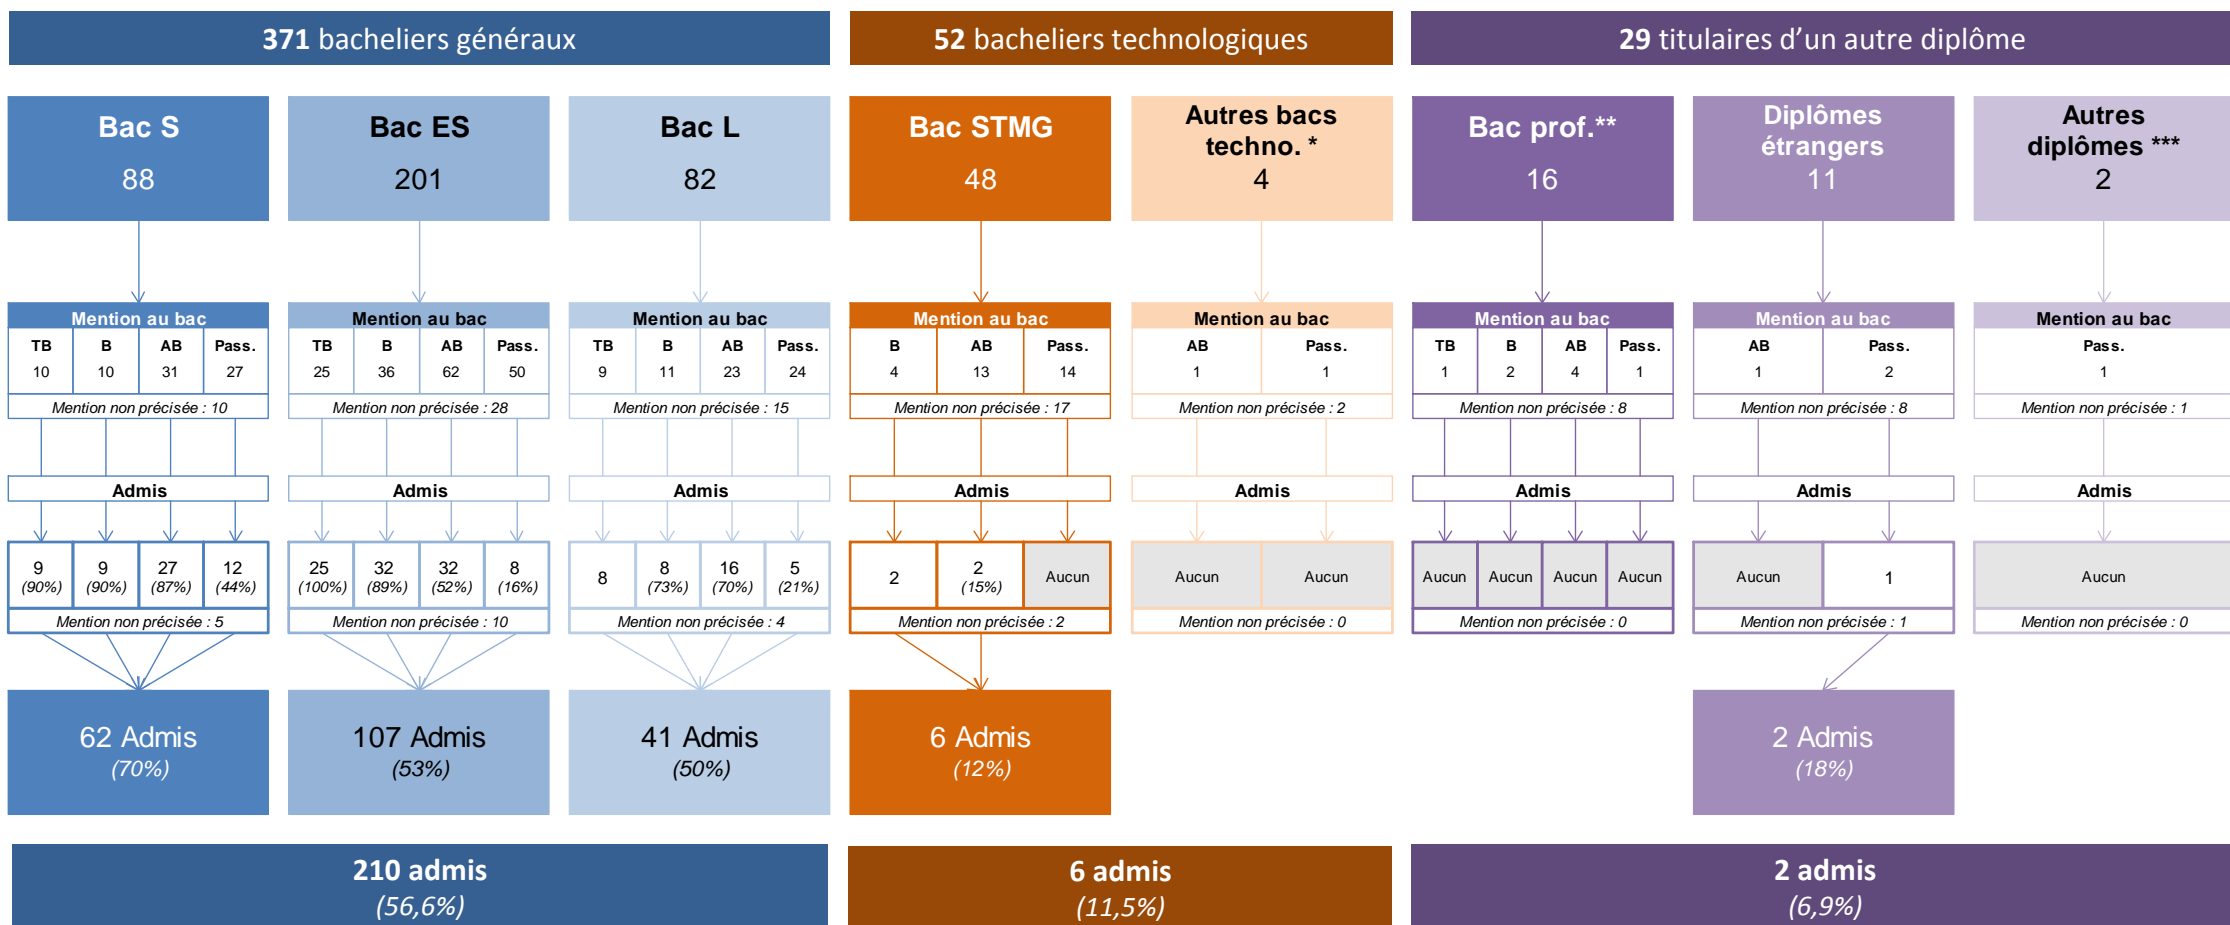 371 bacheliers généraux
52 bacheliers technologiques
29 titulaires d'un autre diplôme
Bac S
88
Bac ES
201
Bac L
82
Bac STMG
48
Autres bacs
techno. *
4
Bac prof.**
16
Diplômes
étrangers
11
Autres
diplômes ***
2
Mention au bac
TB B AB Pass.
10 10 31 27
Mention non précisée : 10
Mention au bac
TB B AB Pass.
25 36 62 50
Mention non précisée : 28
Mention au bac
TB B AB Pass.
9 11 23 24
Mention non précisée : 15
Mention au bac
B AB Pass.
4 13 14
Mention non précisée : 17
Mention au bac
AB Pass.
1 1
Mention non précisée : 2
Mention au bac
TB B AB Pass.
1 2 4 1
Mention non précisée : 8
Mention au bac
AB Pass.
1 2
Mention non précisée : 8
Mention au bac
Pass.
1
Mention non précisée : 1
Admis
9 9 27 12
(90%) (90%) (87%) (44%)
Mention non précisée : 5
Admis
25 32 32 8
(100%) (89%) (52%) (16%)
Mention non précisée : 10
Admis
8 8 16 5
(73%) (70%) (21%)
Mention non précisée : 4
Admis
2 2 Aucun
(15%)
Mention non précisée : 2
Admis
Aucun Aucun
Mention non précisée : 0
Admis
Aucun Aucun Aucun Aucun
Mention non précisée : 0
Admis
Aucun 1
Mention non précisée : 1
Admis
Aucun
Mention non précisée : 0
62 Admis
(70%)
107 Admis
(53%)
41 Admis
(50%)
6 Admis
(12%)
2 Admis
(18%)
210 admis
(56,6%)
6 admis
(11,5%)
2 admis
(6,9%)